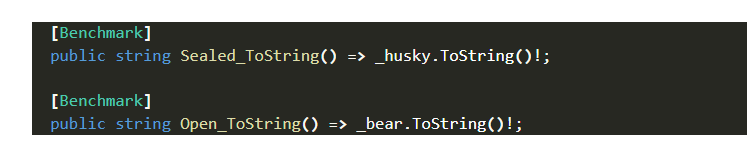 [Benchmark]
public string Sealed_ToString() => _husky.ToString()!;
[Benchmark]
public string Open_ToString() => _bear.ToString()!;